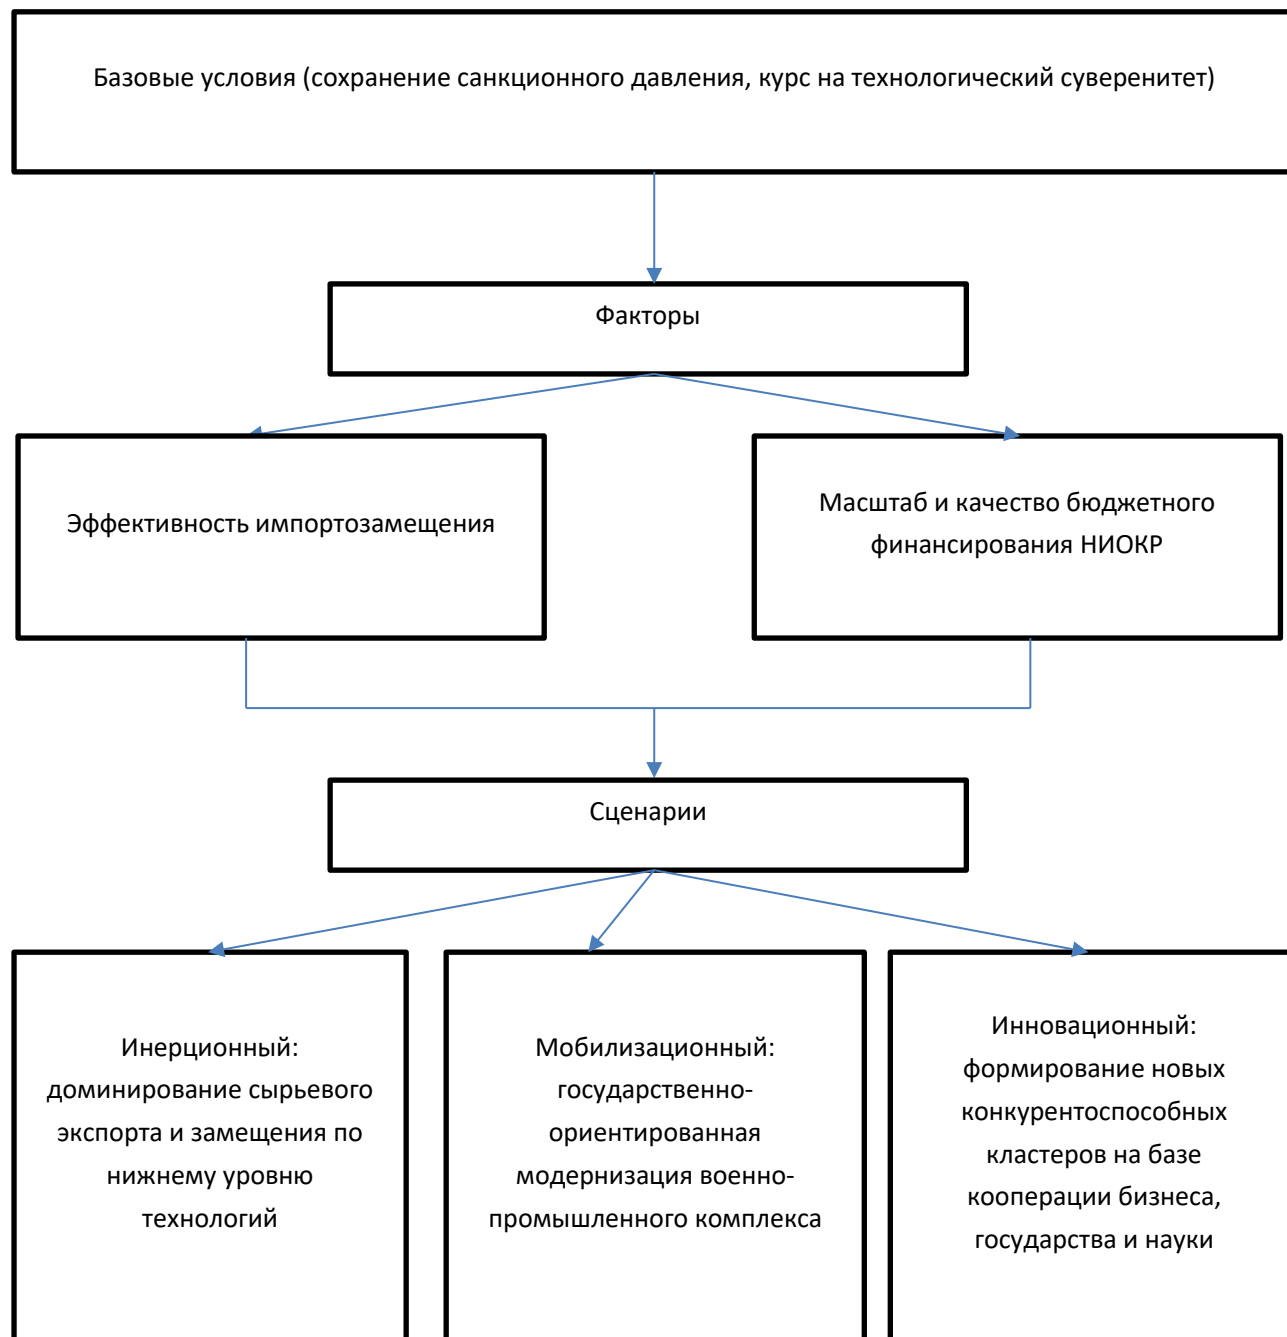 Базовые условия (сохранение санкционного давления, курс на технологический суверенитет)
Факторы
Эффективность импортозамещения
Масштаб и качество бюджетного
финансирования НИОКР
Сценарии
Инерционный:
доминирование сырьевого
экспорта и замещения по
нижнему уровню
технологий
Мобилизационный:
государственно-
ориентированная
модернизация военно-
промышленного комплекса
Инновационный:
формирование новых
конкурентоспособных
кластеров на базе
кооперации бизнеса,
государства и науки